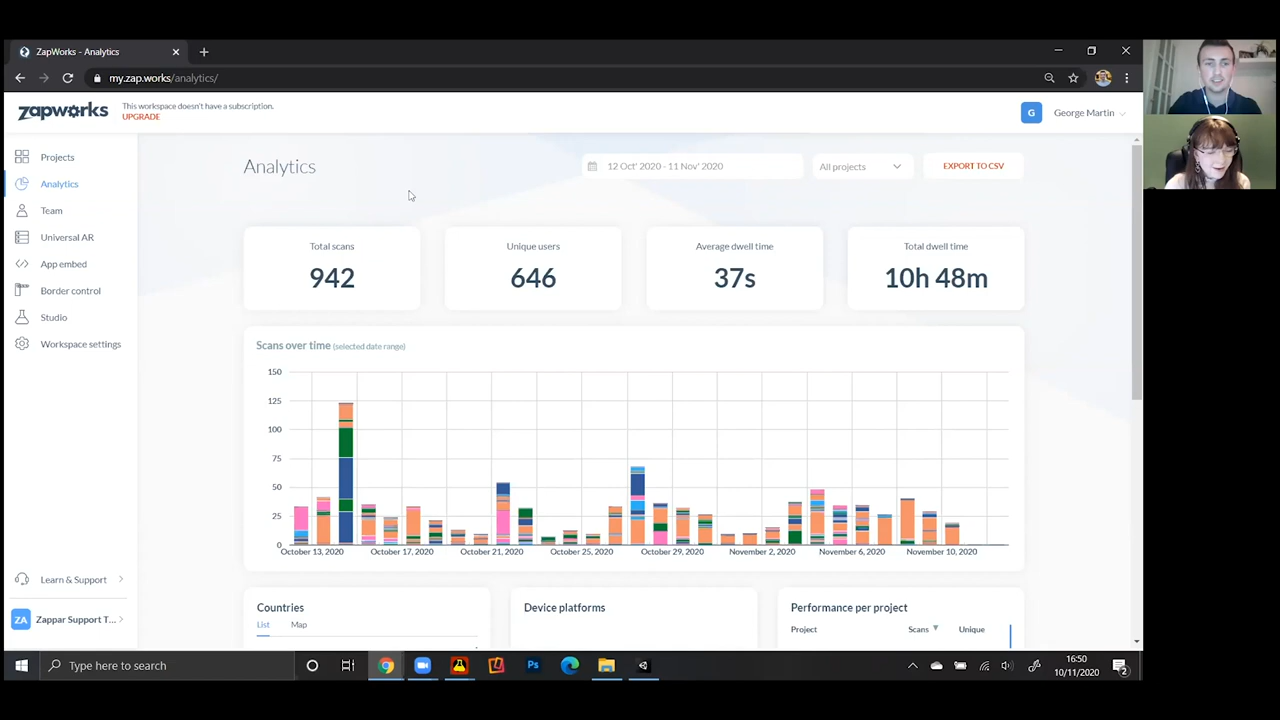 ZapWorks - Analytics
my.zap.works/analytics/
zapworks
This workspace doesn't have a subscription.
UPGRADE
G
George Martin
Projects
Analytics
Team
Universal AR
App embed
Border control
Studio
Workspace settings
Learn & Support
ZA
Zappar Support T...
Analytics
12 Oct' 2020 - 11 Nov' 2020
All projects
EXPORT TO CSV
Total scans
942
Unique users
646
Average dwell time
37s
Total dwell time
10h 48m
Scans over time (selected date range)
150
125
100
75
50
25
0
October 13, 2020
October 17, 2020
October 21, 2020
October 25, 2020
October 29, 2020
November 2, 2020
November 6, 2020
November 10, 2020
Countries
List
Map
Device platforms
Performance per project
Project
Scans
Unique
Type here to search
Ps
16:50
10/11/2020
2